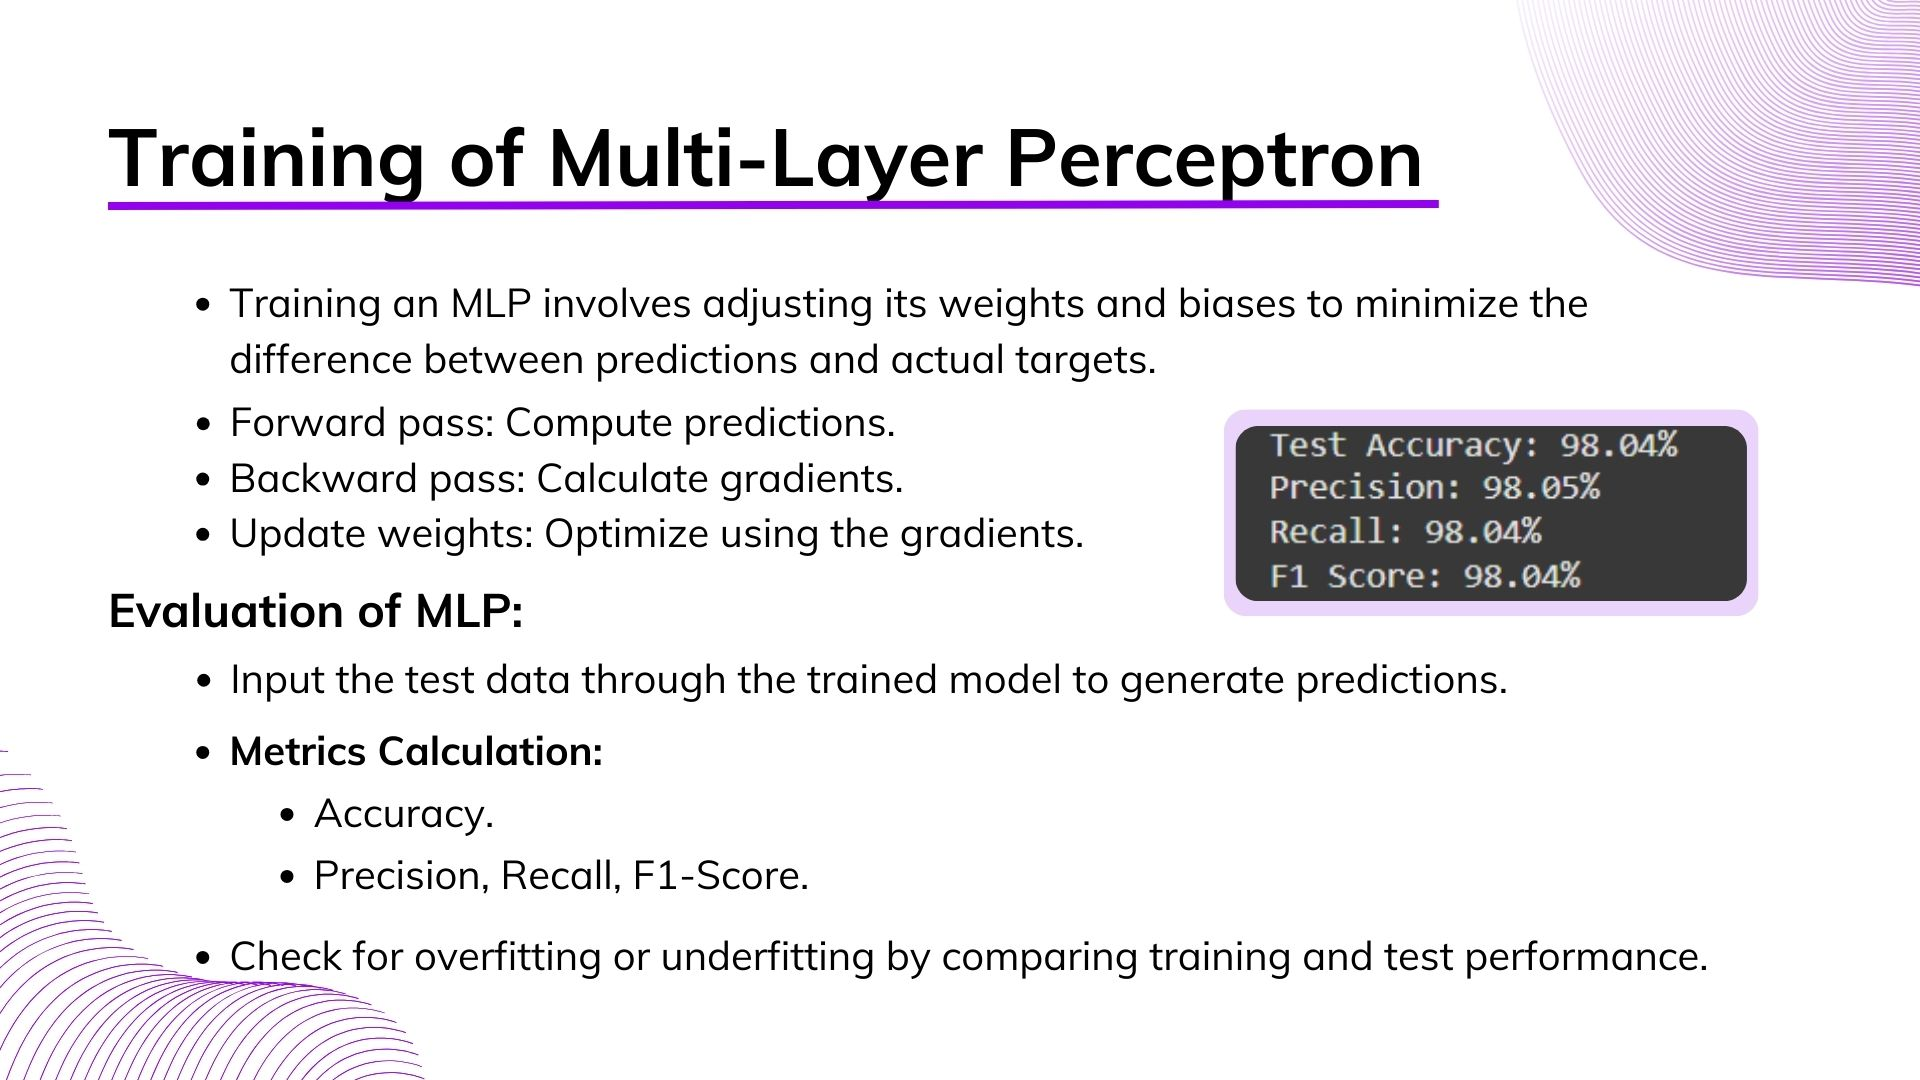 Training of Multi-Layer Perceptron
• Training an MLP involves adjusting its weights and biases to minimize the
difference between predictions and actual targets.
• Forward pass: Compute predictions.
• Backward pass: Calculate gradients.
• Update weights: Optimize using the gradients.
Test Accuracy: 98.04%
Precision: 98.05%
Recall: 98.04%
F1 Score: 98.04%
Evaluation of MLP:
• Input the test data through the trained model to generate predictions.
• Metrics Calculation:
• Accuracy.
• Precision, Recall, F1-Score.
• Check for overfitting or underfitting by comparing training and test performance.